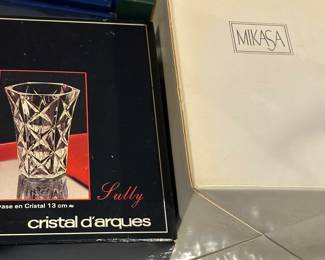 MIKASA
Sully
vase en Cristal 13 cm
cristal d'arques